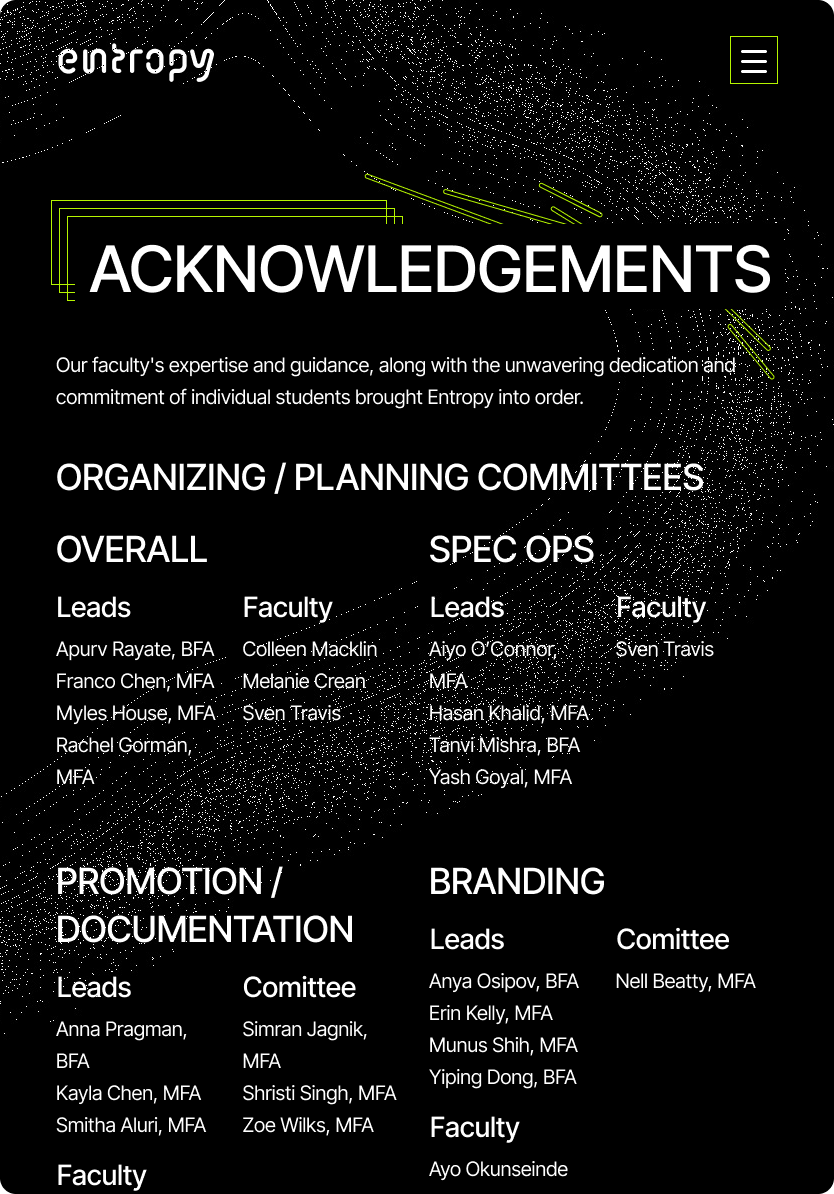 entropy
ACKNOWLEDGEMENTS
Our faculty's expertise and guidance, along with the unwavering dedication and
commitment of individual students brought Entropy into order.
ORGANIZING / PLANNING COMMITTEES
OVERALL
Leads
Apurv Rayate, BFA
Franco Chen, MFA
Myles House, MFA
Rachel Gorman,
MFA
Faculty
Colleen Macklin
Melanie Crean
Sven Travis
SPEC OPS
Leads
Aiyo O'Connor,
MFA
Hasan Khalid, MFA
Tanvi Mishra, BFA
Yash Goyal, MFA
Faculty
Sven Travis
PROMOTION /
DOCUMENTATION
Leads
Anna Pragman,
BFA
Kayla Chen, MFA
Smitha Aluri, MFA
Comittee
Simran Jagnik,
MFA
Shristi Singh, MFA
Zoe Wilks, MFA
Faculty
BRANDING
Leads
Anya Osipov, BFA
Erin Kelly, MFA
Munus Shih, MFA
Yiping Dong, BFA
Comittee
Nell Beatty, MFA
Faculty
Ayo Okunseinde